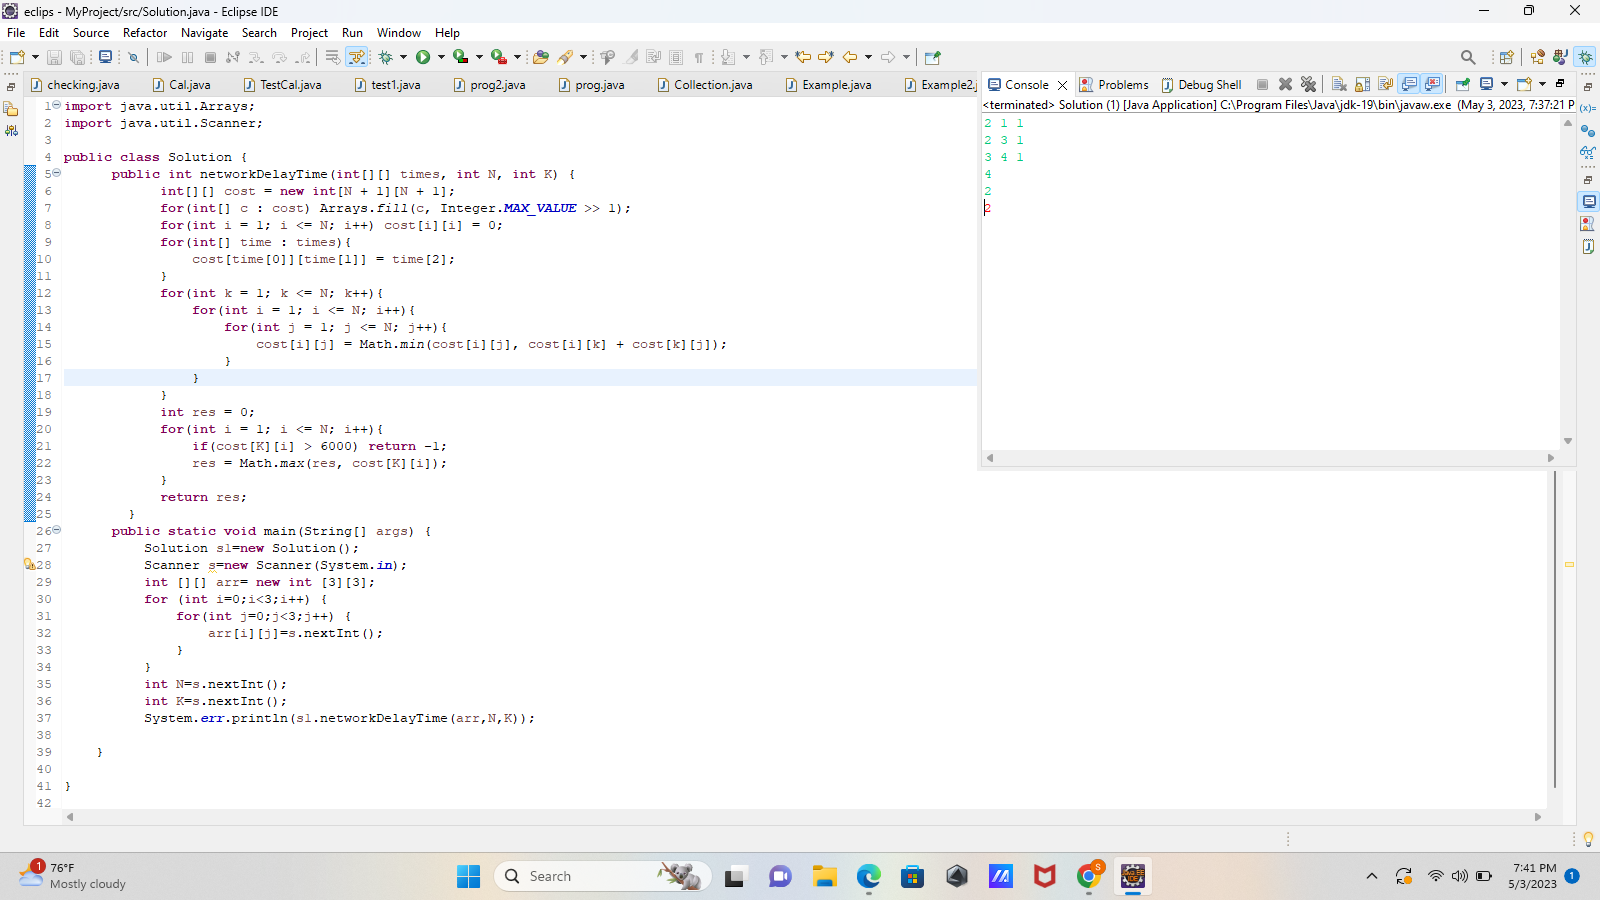 eclips - MyProject/src/Solution.java - Eclipse IDE
File Edit Source Refactor Navigate Search Project Run Window Help
checking.java Cal.java TestCal.java test1.java prog2.java prog.java Collection.java Example.java Example2.j
Console Problems Debug Shell
<terminated> Solution (1) [Java Application] C:\Program Files\Java\jdk-19\bin\javaw.exe (May 3, 2023, 7:37:21 P
2 1 1
2 3 1
3 4 1
4
2
2
1 import java.util.Arrays;
2 import java.util.Scanner;
3
4 public class Solution {
5 public int networkDelayTime(int[][] times, int N, int K) {
6 int[][] cost = new int[N + 1][N + 1];
7 for(int[] c : cost) Arrays.fill(c, Integer.MAX_VALUE >> 1);
8 for(int i = 1; i <= N; i++) cost[i][i] = 0;
9 for(int[] time : times){
10 cost[time[0]][time[1]] = time[2];
11 }
12 for(int k = 1; k <= N; k++){
13 for(int i = 1; i <= N; i++){
14 for(int j = 1; j <= N; j++){
15 cost[i][j] = Math.min(cost[i][j], cost[i][k] + cost[k][j]);
16 }
17 }
18 }
19 int res = 0;
20 for(int i = 1; i <= N; i++){
21 if(cost[K][i] > 6000) return -1;
22 res = Math.max(res, cost[K][i]);
23 }
24 return res;
25 }
26 public static void main(String[] args) {
27 Solution s1=new Solution();
28 Scanner s=new Scanner(System.in);
29 int [][] arr= new int [3][3];
30 for (int i=0;i<3;i++) {
31 for(int j=0;j<3;j++) {
32 arr[i][j]=s.nextInt();
33 }
34 }
35 int N=s.nextInt();
36 int K=s.nextInt();
37 System.err.println(s1.networkDelayTime(arr,N,K));
38
39 }
40
41 }
42
1 76°F
Mostly cloudy
Search
S
7:41 PM
5/3/2023
1